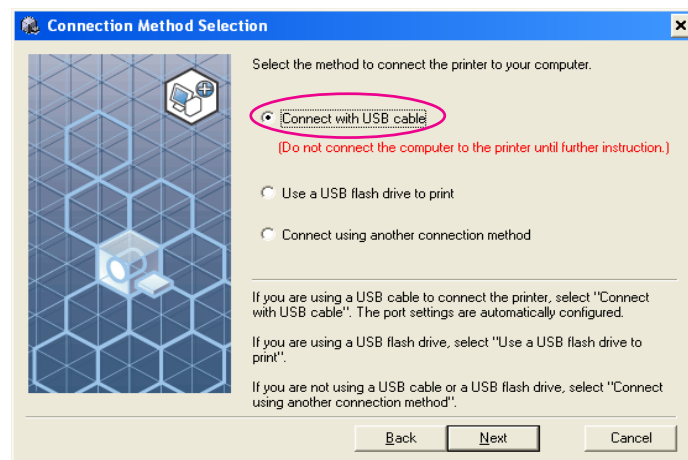 Connection Method Selection
Select the method to connect the printer to your computer.
Connect with USB cable
(Do not connect the computer to the printer until further instruction.)
Use a USB flash drive to print
Connect using another connection method
If you are using a USB cable to connect the printer, select "Connect
with USB cable". The port settings are automatically configured.
If you are using a USB flash drive, select "Use a USB flash drive to
print".
If you are not using a USB cable or a USB flash drive, select "Connect
using another connection method".
Back Next Cancel